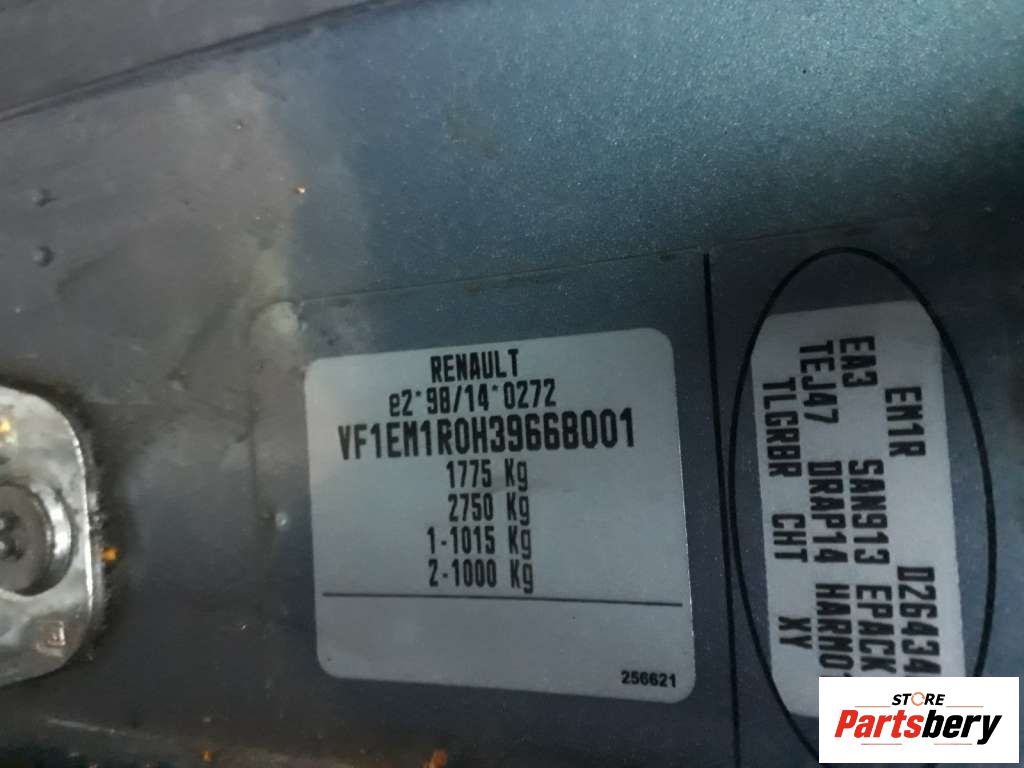 RENAULT
e2*98/14*0272
VF1EM1R0H39668001
1775 Kg
2750 Kg
1-1015 Kg
2-1000 Kg
256621
EM1R D26434
EA3 SAN913 EPACK
TEJ47 DRAP14 HARMO
TLGRBR CHT XY
STORE
Partsbery